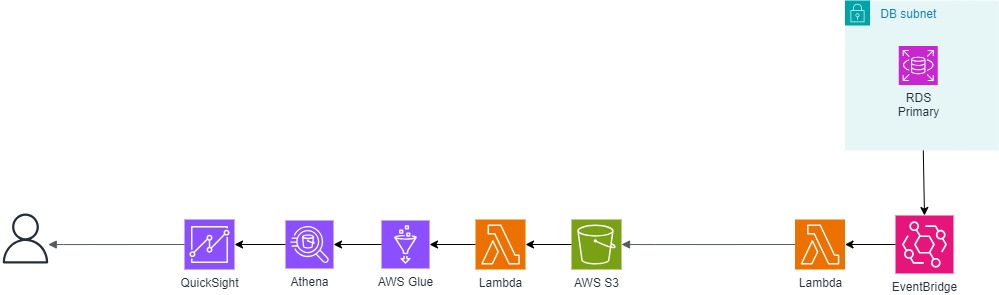 DB subnet
RDS
Primary
QuickSight
Athena
AWS Glue
Lambda
AWS S3
Lambda
EventBridge